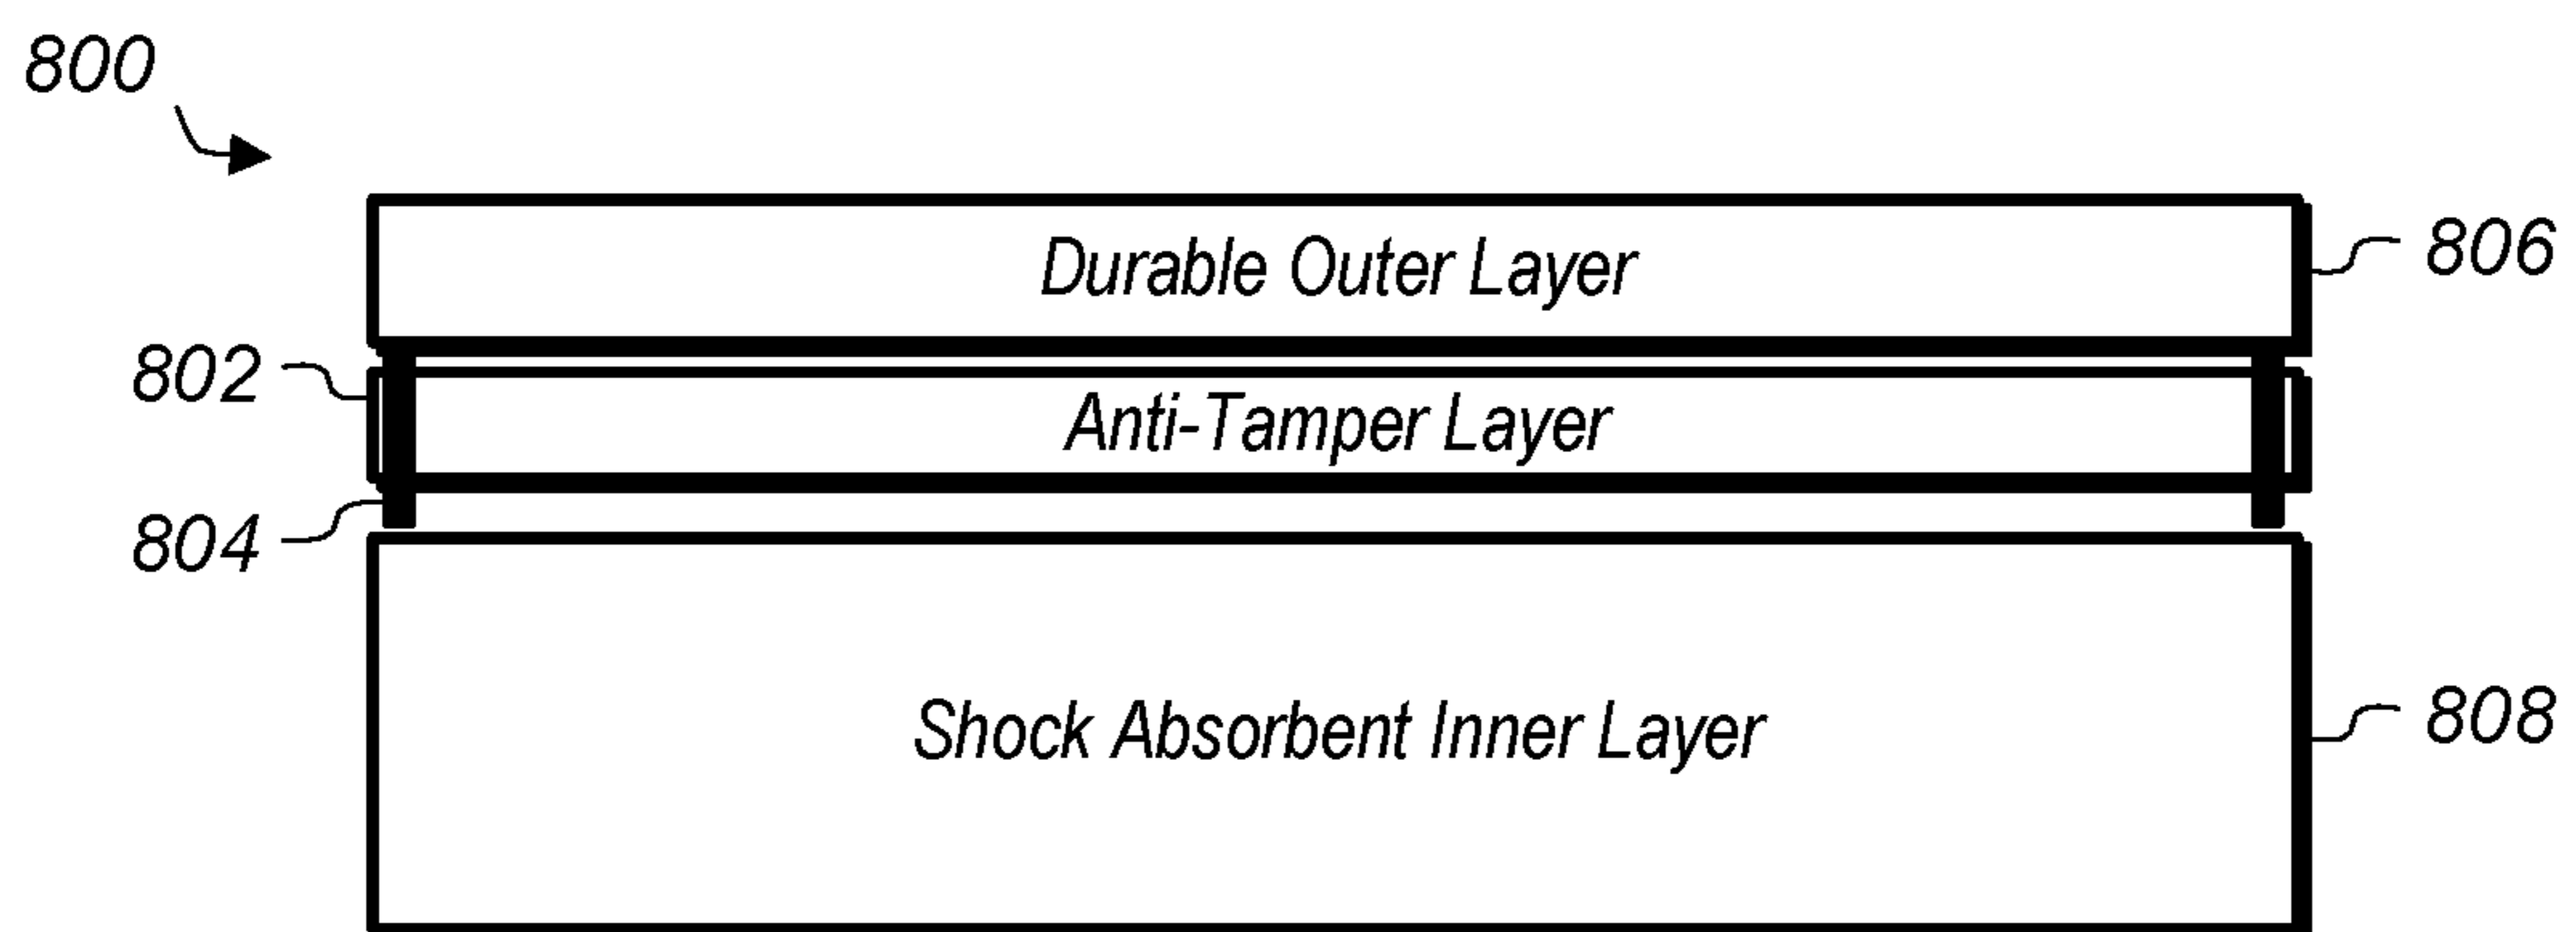 800
Durable Outer Layer
806
802
Anti-Tamper Layer
804
Shock Absorbent Inner Layer
808